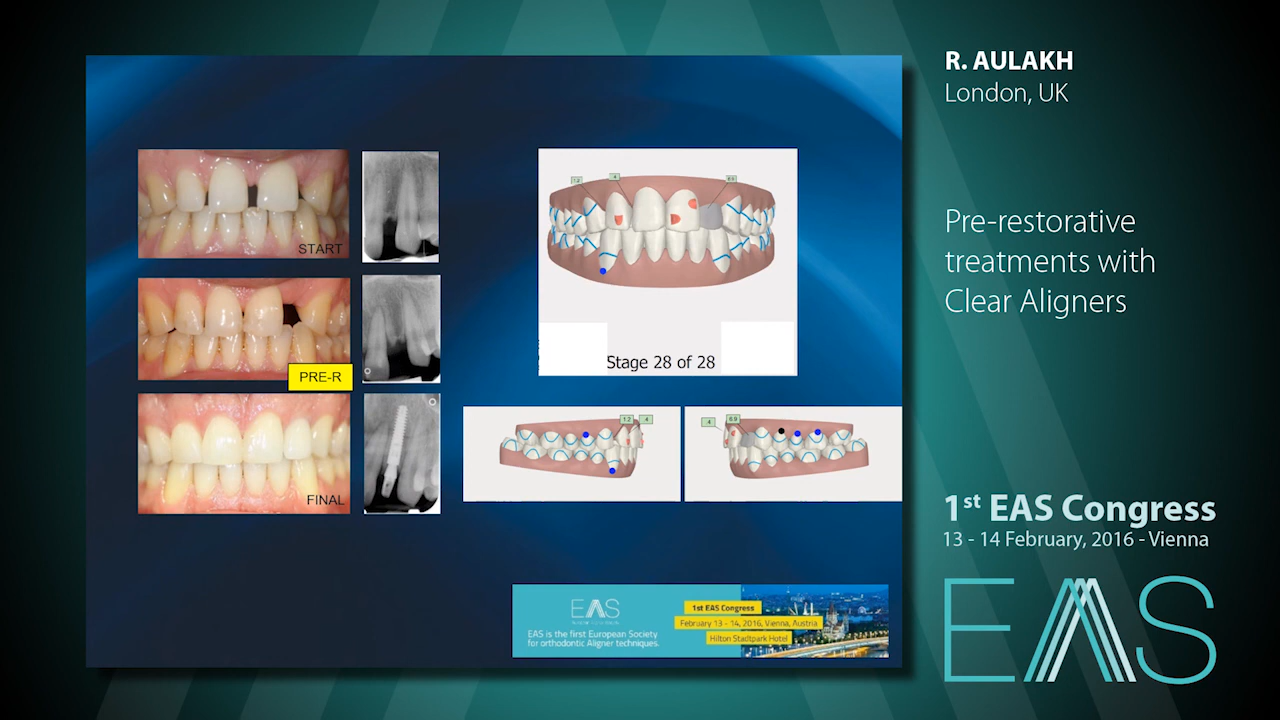 START
PRE-R
FINAL
Stage 28 of 28
EAS
EAS is the first European Society
for orthodontic Aligner techniques.
1st EAS Congress
February 13 - 14, 2016, Vienna, Austria
Hilton Stadtpark Hotel
R. AULAKH
London, UK
Pre-restorative
treatments with
Clear Aligners
1st EAS Congress
13 - 14 February, 2016 - Vienna
EAS